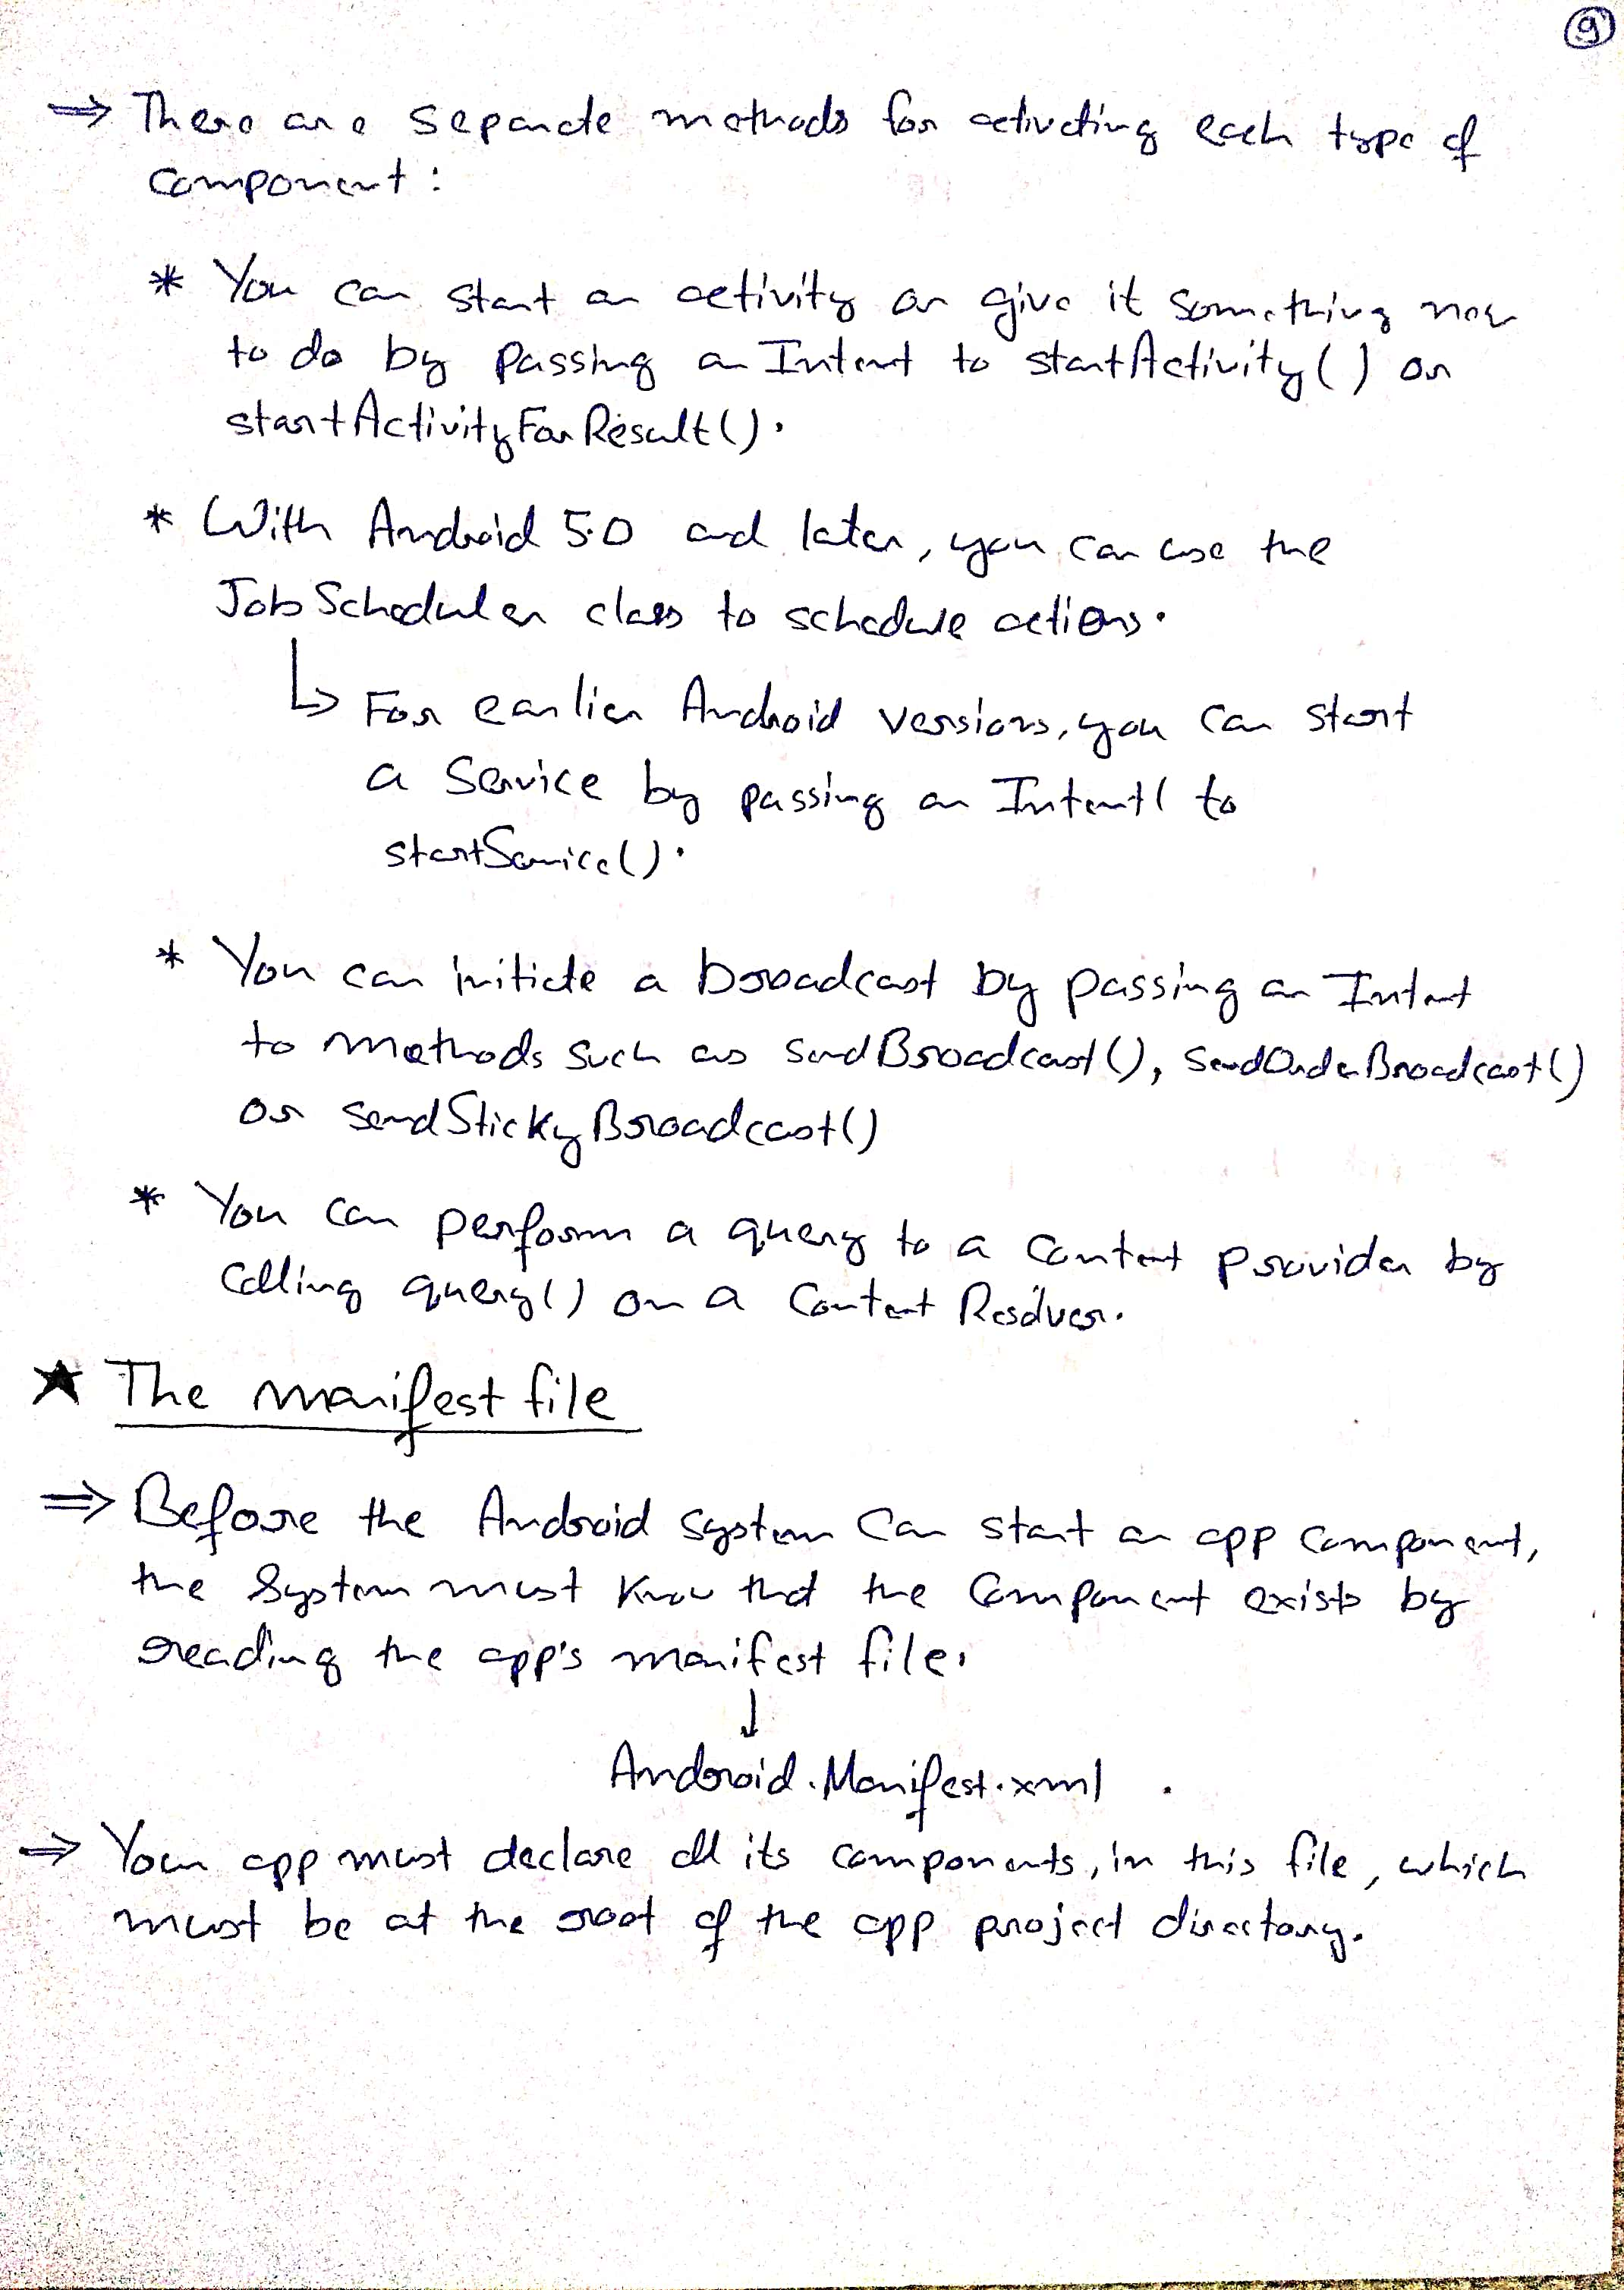 9
⇒ There are separate methods for activating each type of
component:
* You can start an activity or give it something new
to do by passing an Intent to startActivity() or
startActivityForResult().
* With Android 5.0 and later, you can use the
JobScheduler class to schedule actions.
↳ For earlier Android versions, you can start
a service by passing an Intent( to
startService().
* You can initiate a broadcast by passing an Intent
to methods such as sendBroadcast(), sendOrderBroadcast()
or sendStickyBroadcast()
* You can perform a query to a content provider by
calling query() on a Content Resolver.
★ The manifest file
⇒ Before the Android system can start an app component,
the system must know that the component exists by
reading the app's manifest file.
↓
Android.Manifest.xml
⇒ Your app must declare all its components, in this file, which
must be at the root of the app project directory.